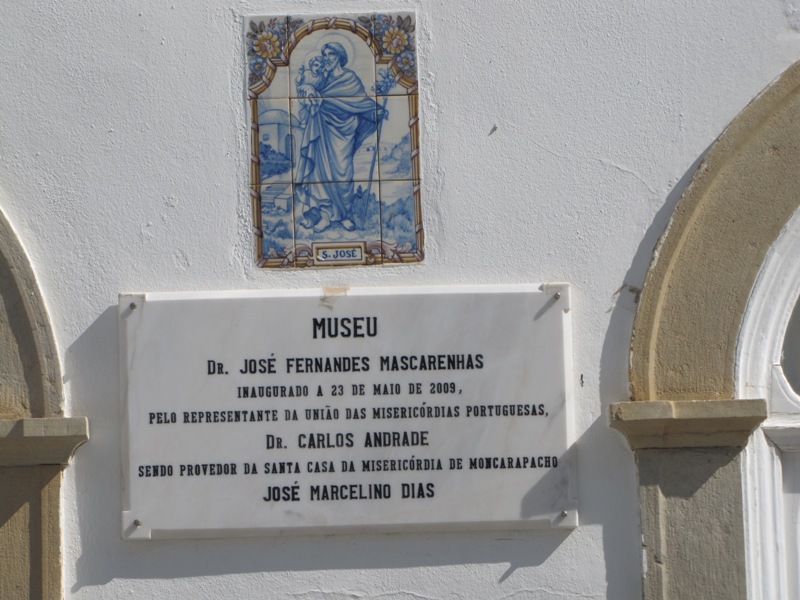 S. JOSÉ
MUSEU
DR. JOSÉ FERNANDES MASCARENHAS
INAUGURADO A 23 DE MAIO DE 2009,
PELO REPRESENTANTE DA UNIÃO DAS MISERICÓRDIAS PORTUGUESAS,
DR. CARLOS ANDRADE
SENDO PROVEDOR DA SANTA CASA DA MISERICÓRDIA DE MONCARAPACHO
JOSÉ MARCELINO DIAS